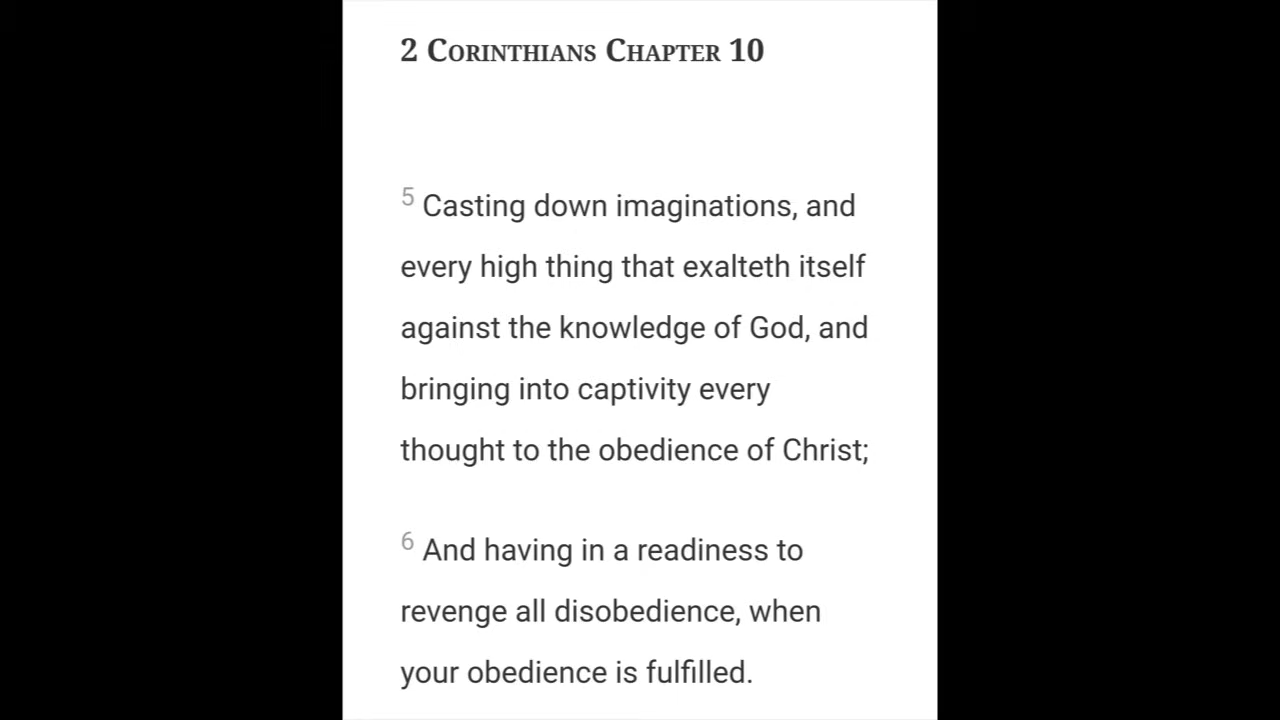 2 Corinthians Chapter 10
5 Casting down imaginations, and
every high thing that exalteth itself
against the knowledge of God, and
bringing into captivity every
thought to the obedience of Christ;
6 And having in a readiness to
revenge all disobedience, when
your obedience is fulfilled.